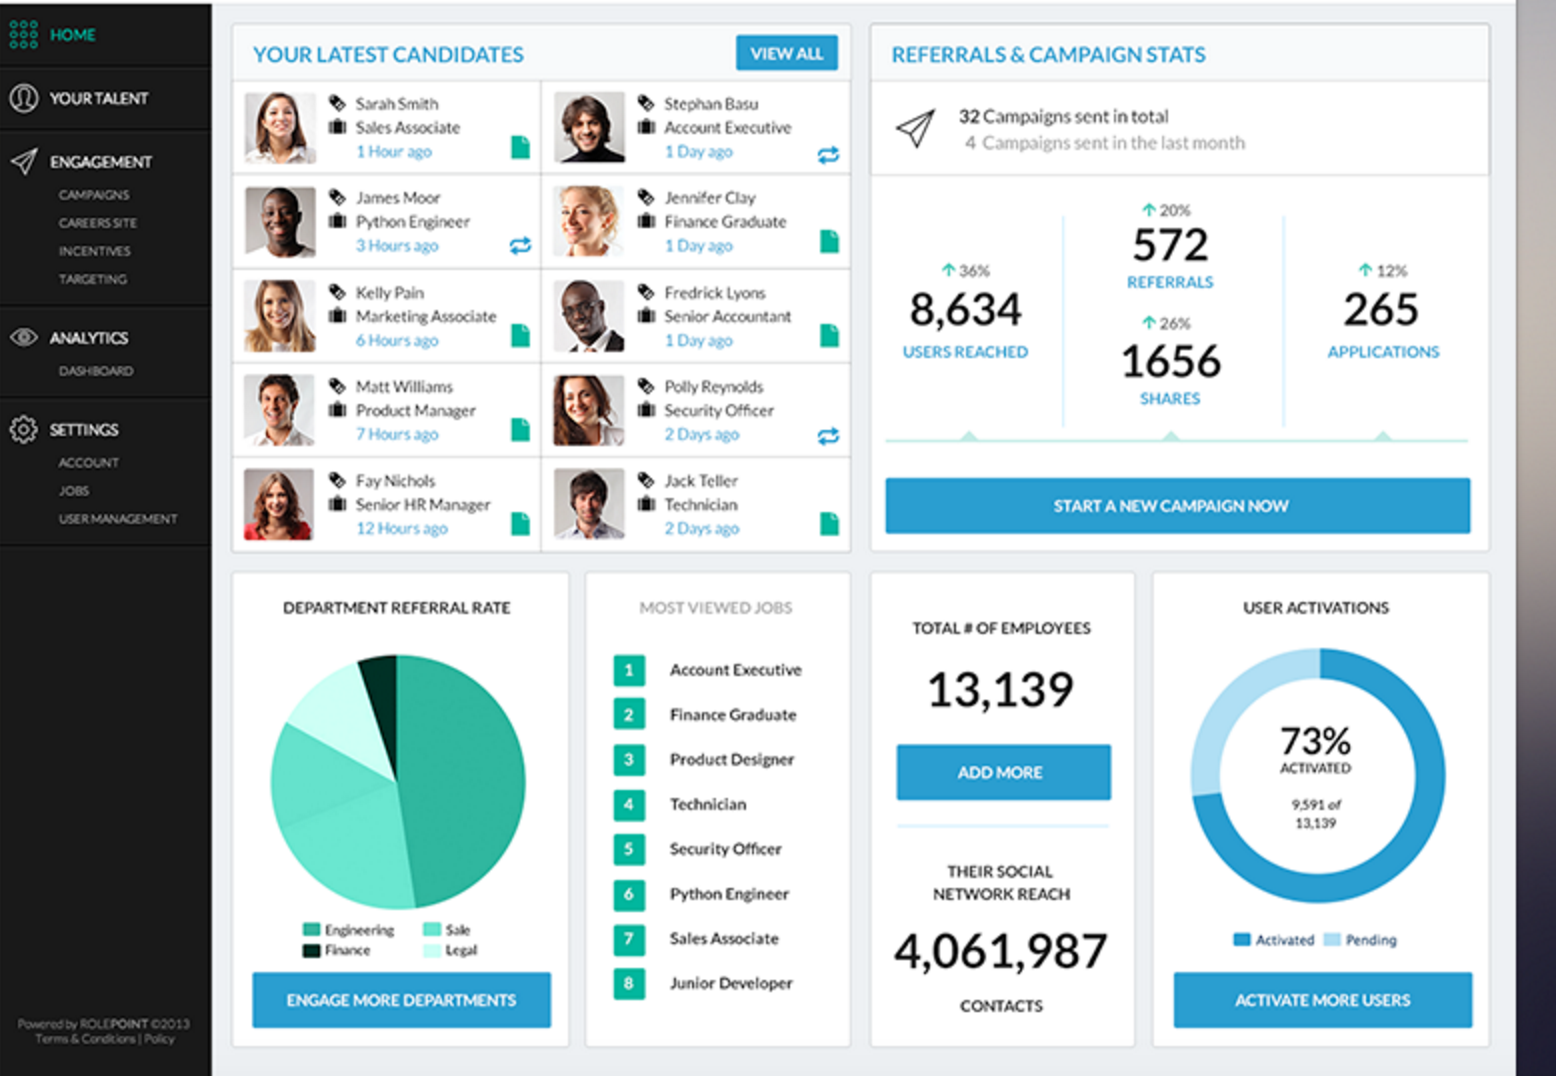 HOME
YOUR TALENT
ENGAGEMENT
CAMPAIGNS
CAREERS SITE
INCENTIVES
TARGETING
ANALYTICS
DASHBOARD
SETTINGS
ACCOUNT
JOBS
USER MANAGEMENT
Powered by ROLEPOINT ©2013
Terms & Conditions | Policy
YOUR LATEST CANDIDATES
VIEW ALL
Sarah Smith
Sales Associate
1 Hour ago
Stephan Basu
Account Executive
1 Day ago
James Moor
Python Engineer
3 Hours ago
Jennifer Clay
Finance Graduate
1 Day ago
Kelly Pain
Marketing Associate
6 Hours ago
Fredrick Lyons
Senior Accountant
1 Day ago
Matt Williams
Product Manager
7 Hours ago
Polly Reynolds
Security Officer
2 Days ago
Fay Nichols
Senior HR Manager
12 Hours ago
Jack Teller
Technician
2 Days ago
REFERRALS & CAMPAIGN STATS
32 Campaigns sent in total
4 Campaigns sent in the last month
36%
8,634
USERS REACHED
20%
572
REFERRALS
26%
1656
SHARES
12%
265
APPLICATIONS
START A NEW CAMPAIGN NOW
DEPARTMENT REFERRAL RATE
Engineering
Sale
Finance
Legal
ENGAGE MORE DEPARTMENTS
MOST VIEWED JOBS
1 Account Executive
2 Finance Graduate
3 Product Designer
4 Technician
5 Security Officer
6 Python Engineer
7 Sales Associate
8 Junior Developer
TOTAL # OF EMPLOYEES
13,139
ADD MORE
THEIR SOCIAL
NETWORK REACH
4,061,987
CONTACTS
USER ACTIVATIONS
73%
ACTIVATED
9,591 of
13,139
Activated
Pending
ACTIVATE MORE USERS